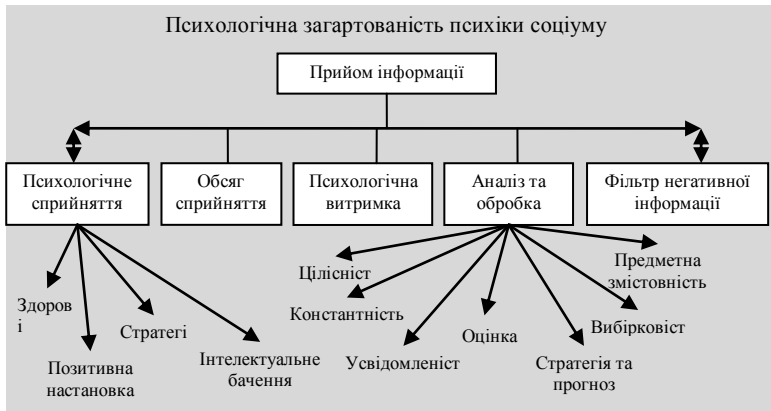 Психологічна загартованість психіки соціуму
Прийом інформації
Психологічне
сприйняття
Обсяг
сприйняття
Психологічна
витримка
Аналіз та
обробка
Фільтр негативної
інформації
Здоров
і
Позитивна
настановка
Стратегі
Інтелектуальне
бачення
Цілісніст
Константність
Усвідомленіст
Оцінка
Стратегія та
прогноз
Вибірковіст
Предметна
змістовність